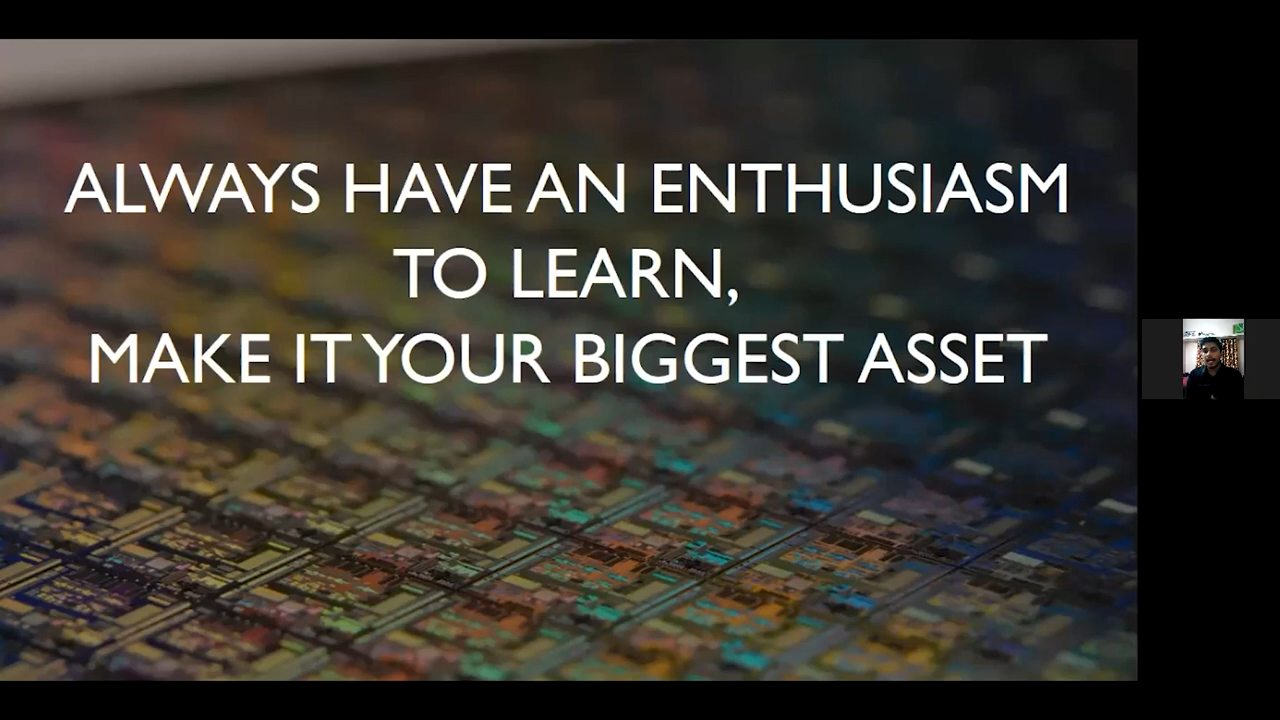 ALWAYS HAVE AN ENTHUSIASM
TO LEARN,
MAKE IT YOUR BIGGEST ASSET